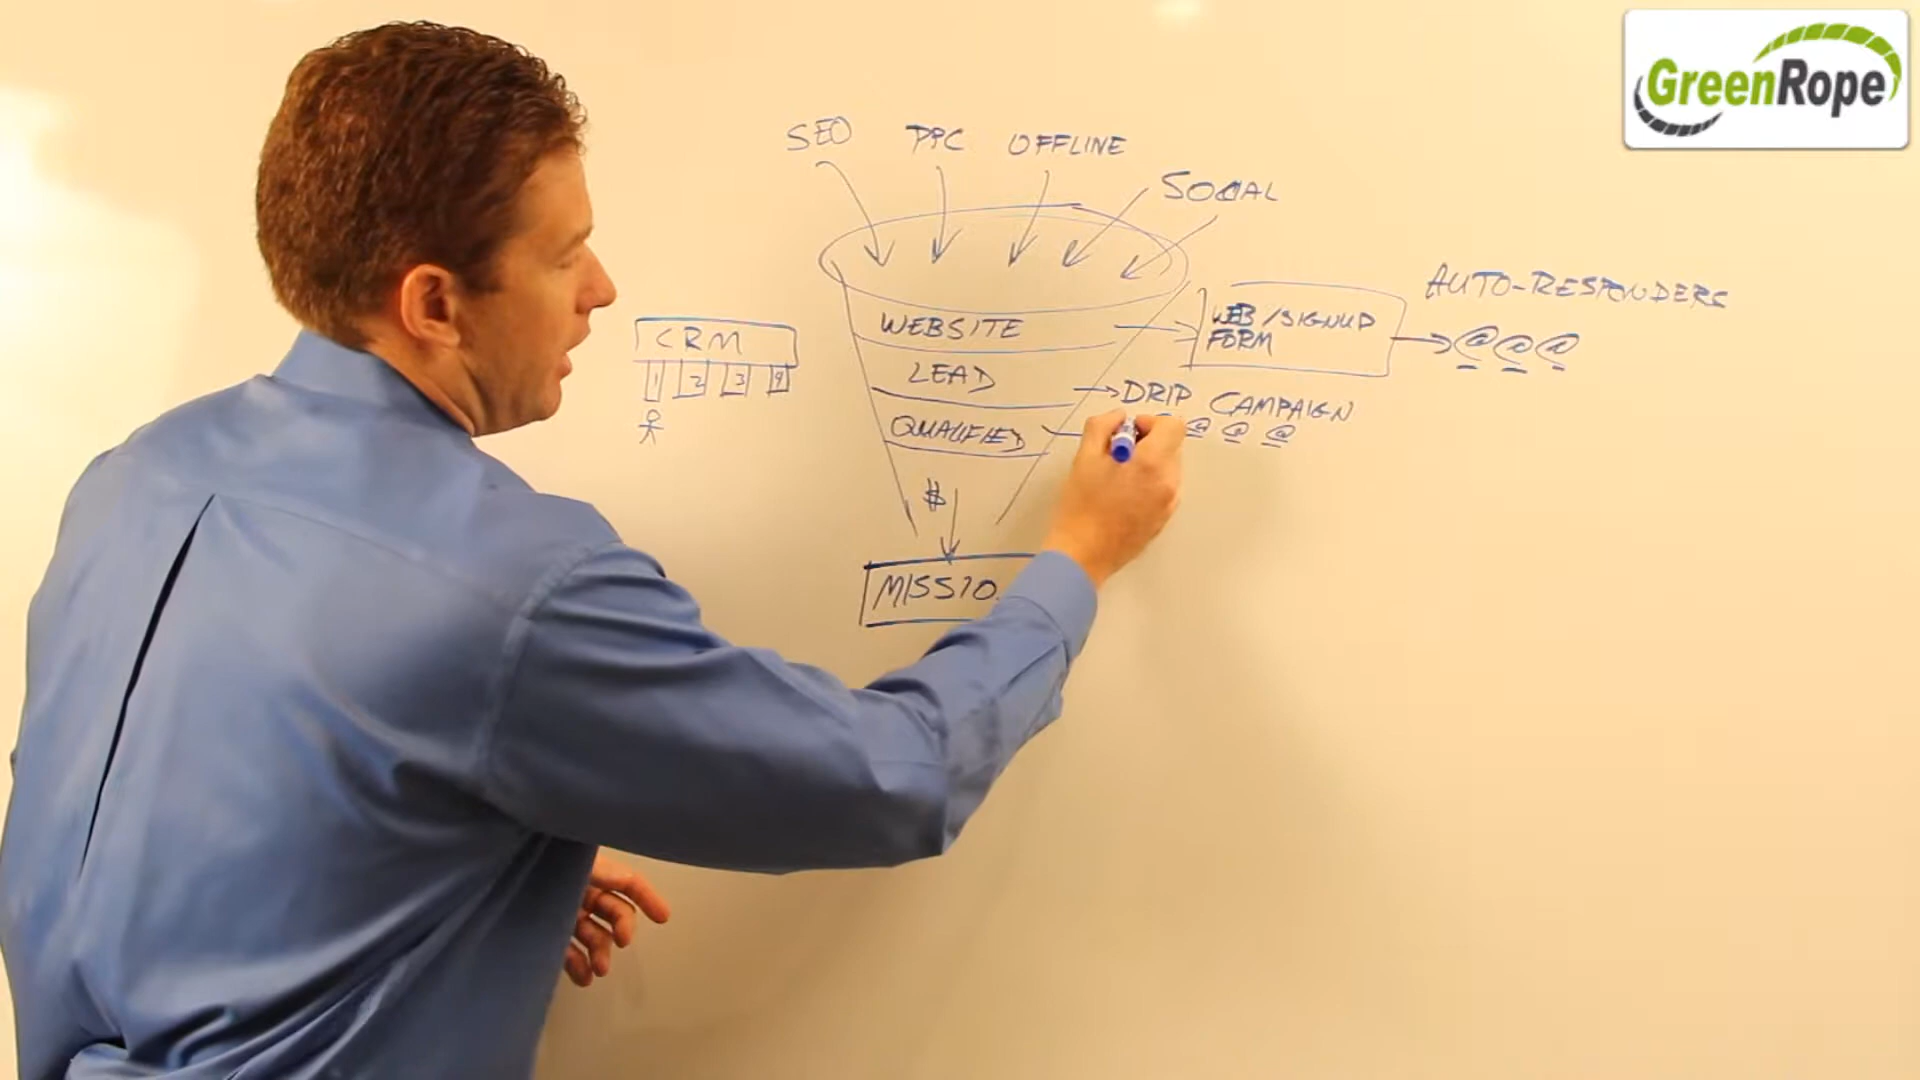 GreenRope
SEO PPC OFFLINE
SOCIAL
AUTO-RESPONDERS
WEBSITE
WEB/SIGNUP
FORM
@ @ @
CRM
1 2 3 4
LEAD
DRIP CAMPAIGN
QUALIFIED
@ @ @
$
MISSIO